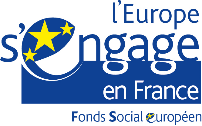 l'Europe
s'engage
en France
Fonds Social européen